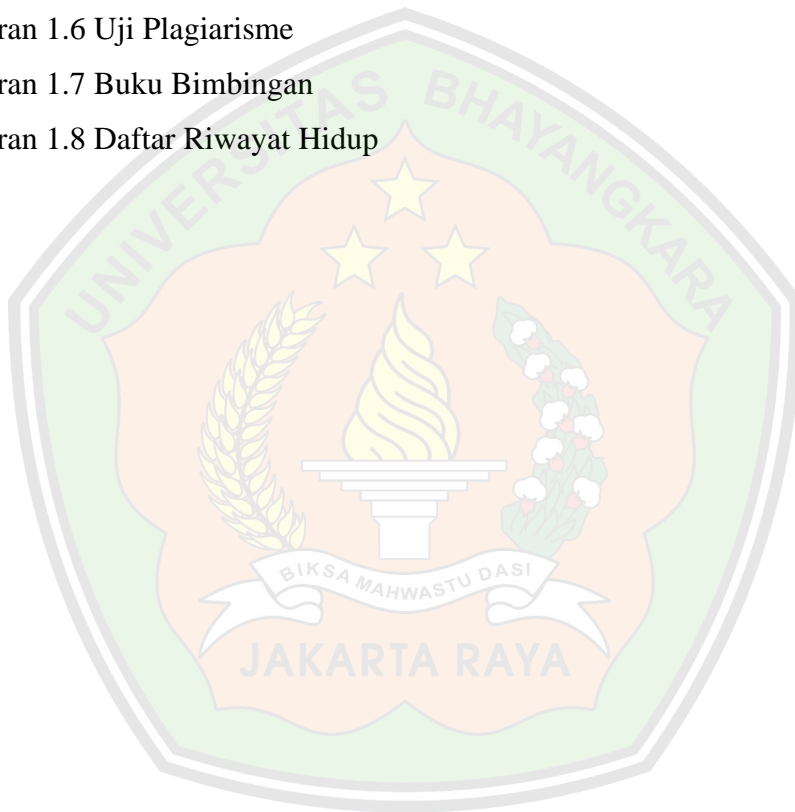 ran 1.6 Uji Plagiarisme
ran 1.7 Buku Bimbingan
ran 1.8 Daftar Riwayat Hidup
UNIVERSITAS BHAYANGKARA
BIKSA MAHWASTU DASI
JAKARTA RAYA